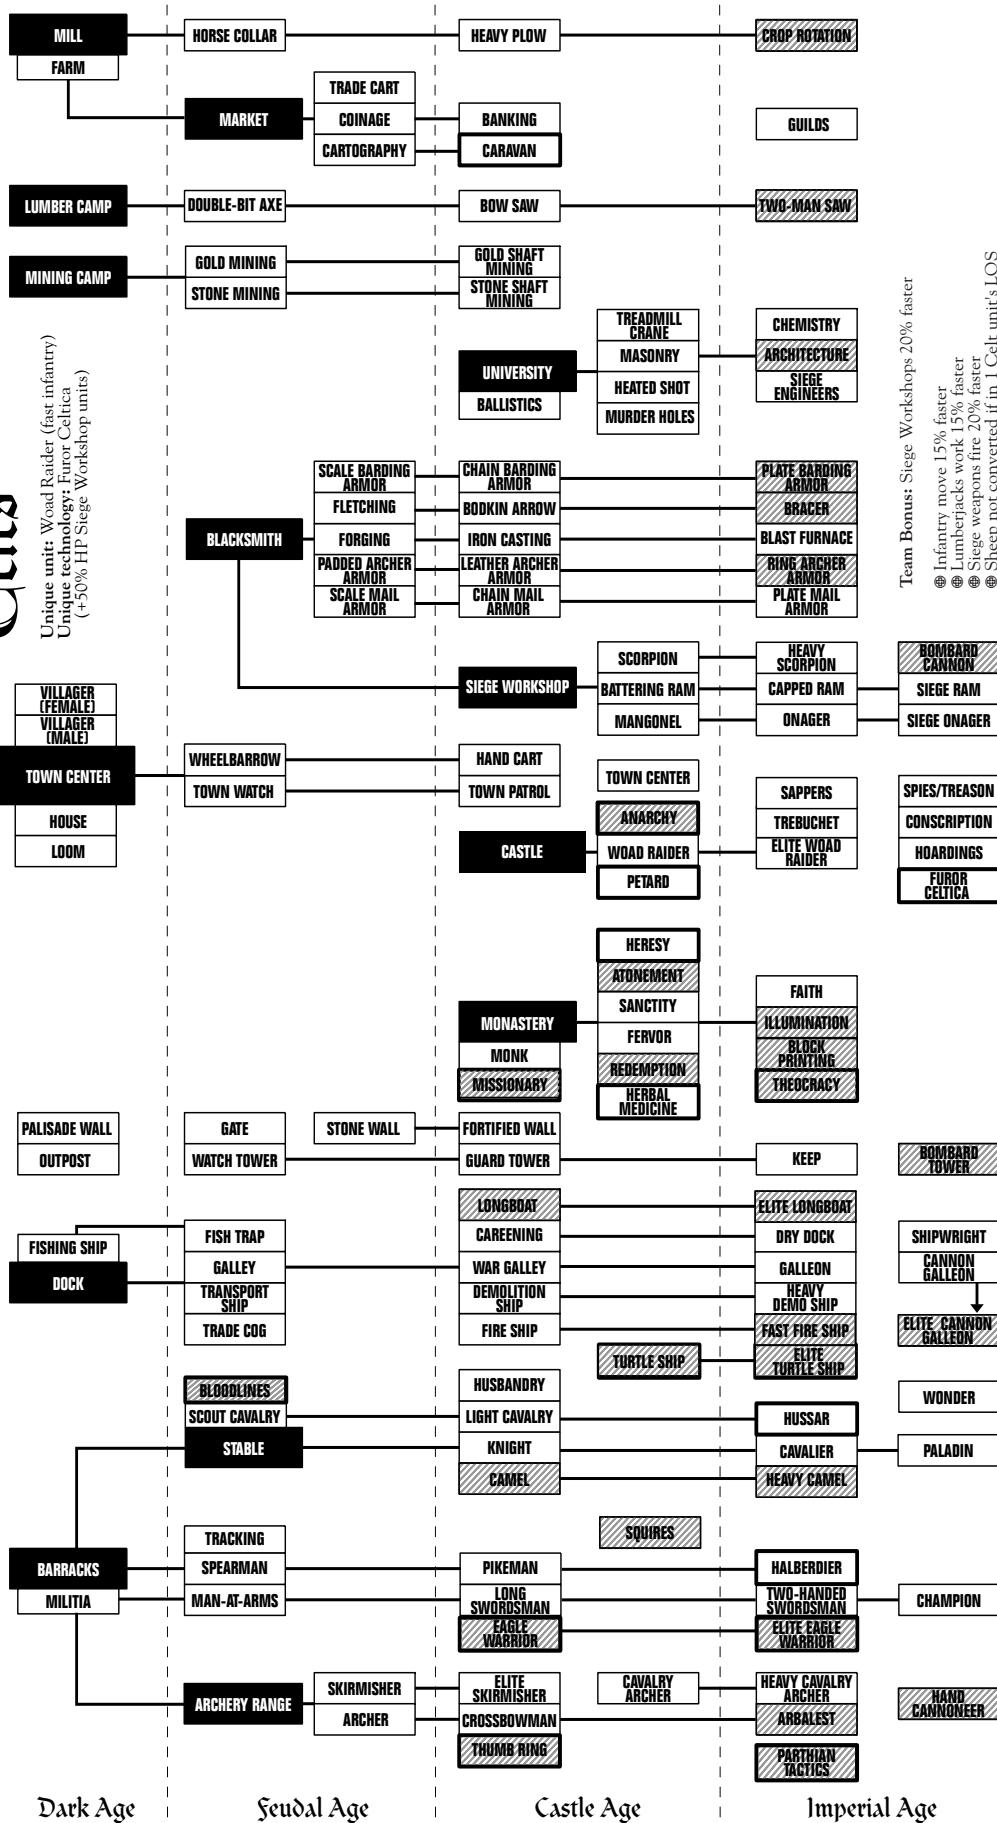 MILL
HORSE COLLAR
HEAVY PLOW
CROP ROTATION
FARM
TRADE CART
MARKET
COINAGE
BANKING
GUILDS
CARTOGRAPHY
CARAVAN
LUMBER CAMP
DOUBLE-BIT AXE
BOW SAW
TWO-MAN SAW
MINING CAMP
GOLD MINING
GOLD SHAFT
MINING
STONE MINING
STONE SHAFT
MINING
Unique unit: Woad Raider (fast infantry)
Unique technology: Furor Celtica
(+50% HP Siege Workshop units)
Team Bonus: Siege Workshops 20% faster
Infantry move 15% faster
Lumberjacks work 15% faster
Siege weapons fire 20% faster
Sheep not converted if in 1 Celt unit's LOS
UNIVERSITY
BALLISTICS
TREADMILL
CRANE
MASONRY
HEATED SHOT
MURDER HOLES
CHEMISTRY
ARCHITECTURE
SIEGE
ENGINEERS
BLACKSMITH
SCALE BARDING
ARMOR
CHAIN BARDING
ARMOR
PLATE BARDING
ARMOR
FLETCHING
BODKIN ARROW
BRACER
FORGING
IRON CASTING
BLAST FURNACE
PADDED ARCHER
ARMOR
LEATHER ARCHER
ARMOR
RING ARCHER
ARMOR
SCALE MAIL
ARMOR
CHAIN MAIL
ARMOR
PLATE MAIL
ARMOR
SIEGE WORKSHOP
SCORPION
HEAVY
SCORPION
BOMBARD
CANNON
BATTERING RAM
CAPPED RAM
SIEGE RAM
MANGONEL
ONAGER
SIEGE ONAGER
VILLAGER
(FEMALE)
VILLAGER
(MALE)
TOWN CENTER
HOUSE
LOOM
WHEELBARROW
HAND CART
TOWN WATCH
TOWN PATROL
TOWN CENTER
CASTLE
ANARCHY
WOAD RAIDER
PETARD
SAPPERS
TREBUCHET
ELITE WOAD
RAIDER
SPIES/TREASON
CONSCRIPTION
HOARDINGS
FUROR
CELTICA
MONASTERY
MONK
MISSIONARY
HERESY
ATONEMENT
SANCTITY
FERVOR
REDEMPTION
HERBAL
MEDICINE
FAITH
ILLUMINATION
BLOCK
PRINTING
THEOCRACY
PALISADE WALL
OUTPOST
GATE
STONE WALL
FORTIFIED WALL
WATCH TOWER
GUARD TOWER
KEEP
BOMBARD
TOWER
FISHING SHIP
DOCK
FISH TRAP
GALLEY
TRANSPORT
SHIP
TRADE COG
LONGBOAT
ELITE LONGBOAT
CAREENING
DRY DOCK
SHIPWRIGHT
WAR GALLEY
GALLEON
CANNON
GALLEON
DEMOLITION
SHIP
HEAVY
DEMO SHIP
FIRE SHIP
FAST FIRE SHIP
ELITE CANNON
GALLEON
TURTLE SHIP
ELITE
TURTLE SHIP
BLOODLINES
SCOUT CAVALRY
STABLE
HUSBANDRY
LIGHT CAVALRY
HUSSAR
WONDER
KNIGHT
CAVALIER
PALADIN
CAMEL
HEAVY CAMEL
SQUIRES
BARRACKS
MILITIA
TRACKING
SPEARMAN
PIKEMAN
HALBERDIER
MAN-AT-ARMS
LONG
SWORDSMAN
TWO-HANDED
SWORDSMAN
CHAMPION
EAGLE
WARRIOR
ELITE EAGLE
WARRIOR
ARCHERY RANGE
SKIRMISHER
ELITE
SKIRMISHER
CAVALRY
ARCHER
HEAVY CAVALRY
ARCHER
HAND
CANNONEER
ARCHER
CROSSBOWMAN
ARBALEST
THUMB RING
PARTHIAN
TACTICS
Dark Age
Feudal Age
Castle Age
Imperial Age